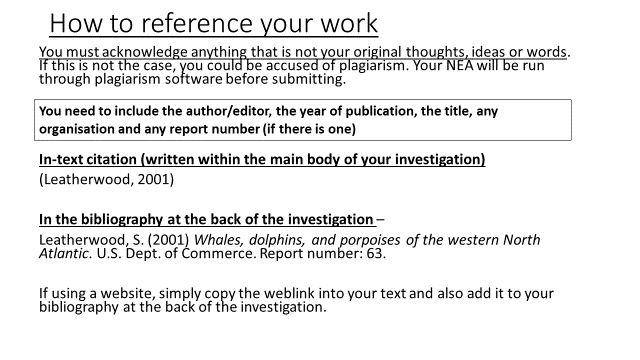 How to reference your work
You must acknowledge anything that is not your original thoughts, ideas or words.
If this is not the case, you could be accused of plagiarism. Your NEA will be run
through plagiarism software before submitting.
You need to include the author/editor, the year of publication, the title, any
organisation and any report number (if there is one)
In-text citation (written within the main body of your investigation)
(Leatherwood, 2001)
In the bibliography at the back of the investigation –
Leatherwood, S. (2001) Whales, dolphins, and porpoises of the western North
Atlantic. U.S. Dept. of Commerce. Report number: 63.
If using a website, simply copy the weblink into your text and also add it to your
bibliography at the back of the investigation.